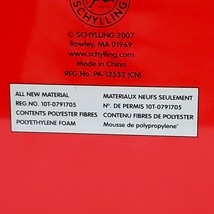 SCHYLLING
© SCHYLLING 2007
Rowley, MA 01969
www.schylling.com
Made in China
REG NO. PA-12532 (CN)
ALL NEW MATERIAL
REG.NO. 10T-0791705
CONTENTS POLYESTER FIBRES
POLYETHYLENE FOAM
MATERIAUX NEUFS SEULEMENT
N°. DE PERMIS 10T-0791705
CONTENU FIBRES DE POLYESTER
Mousse de polypropylene'